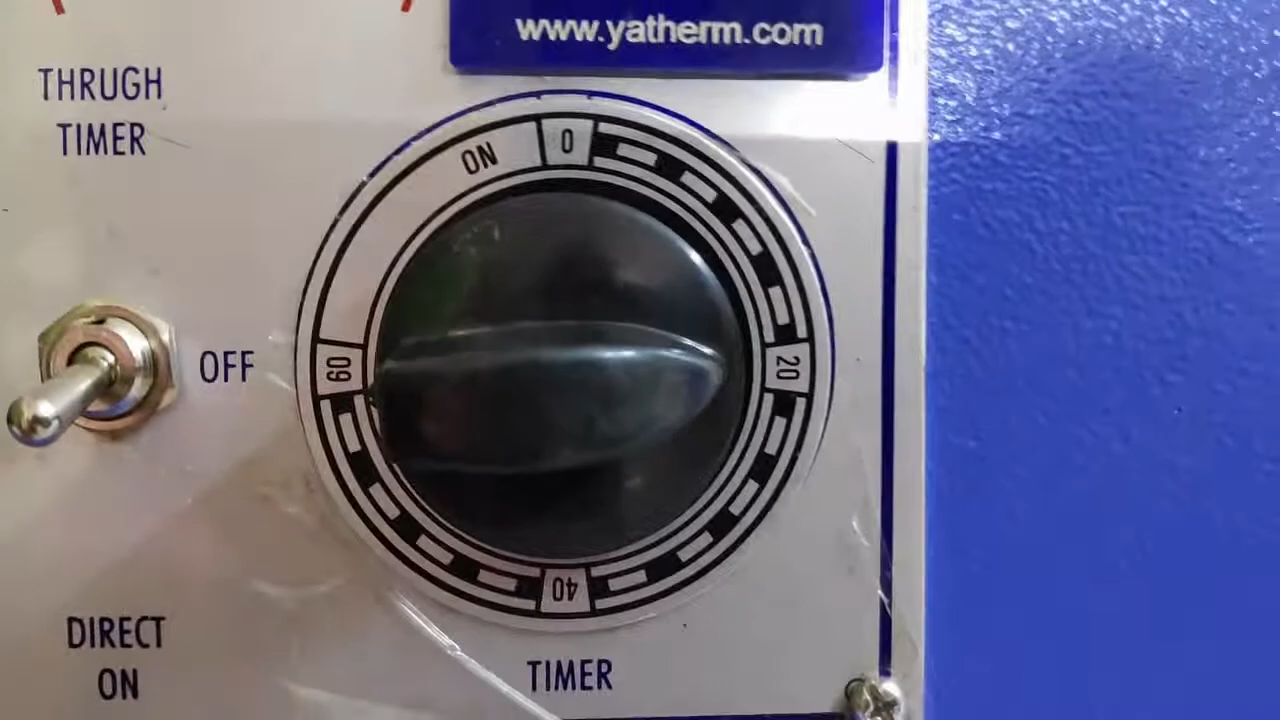 www.yatherm.com
THRUGH
TIMER
ON
0
OFF
60
20
40
DIRECT
ON
TIMER